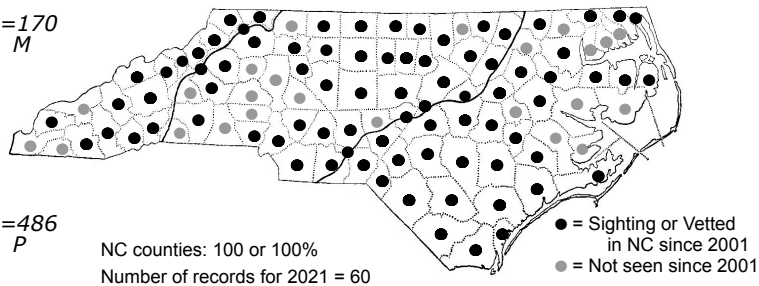 =170
M
=486
P
NC counties: 100 or 100%
Number of records for 2021 = 60
= Sighting or Vetted
in NC since 2001
= Not seen since 2001